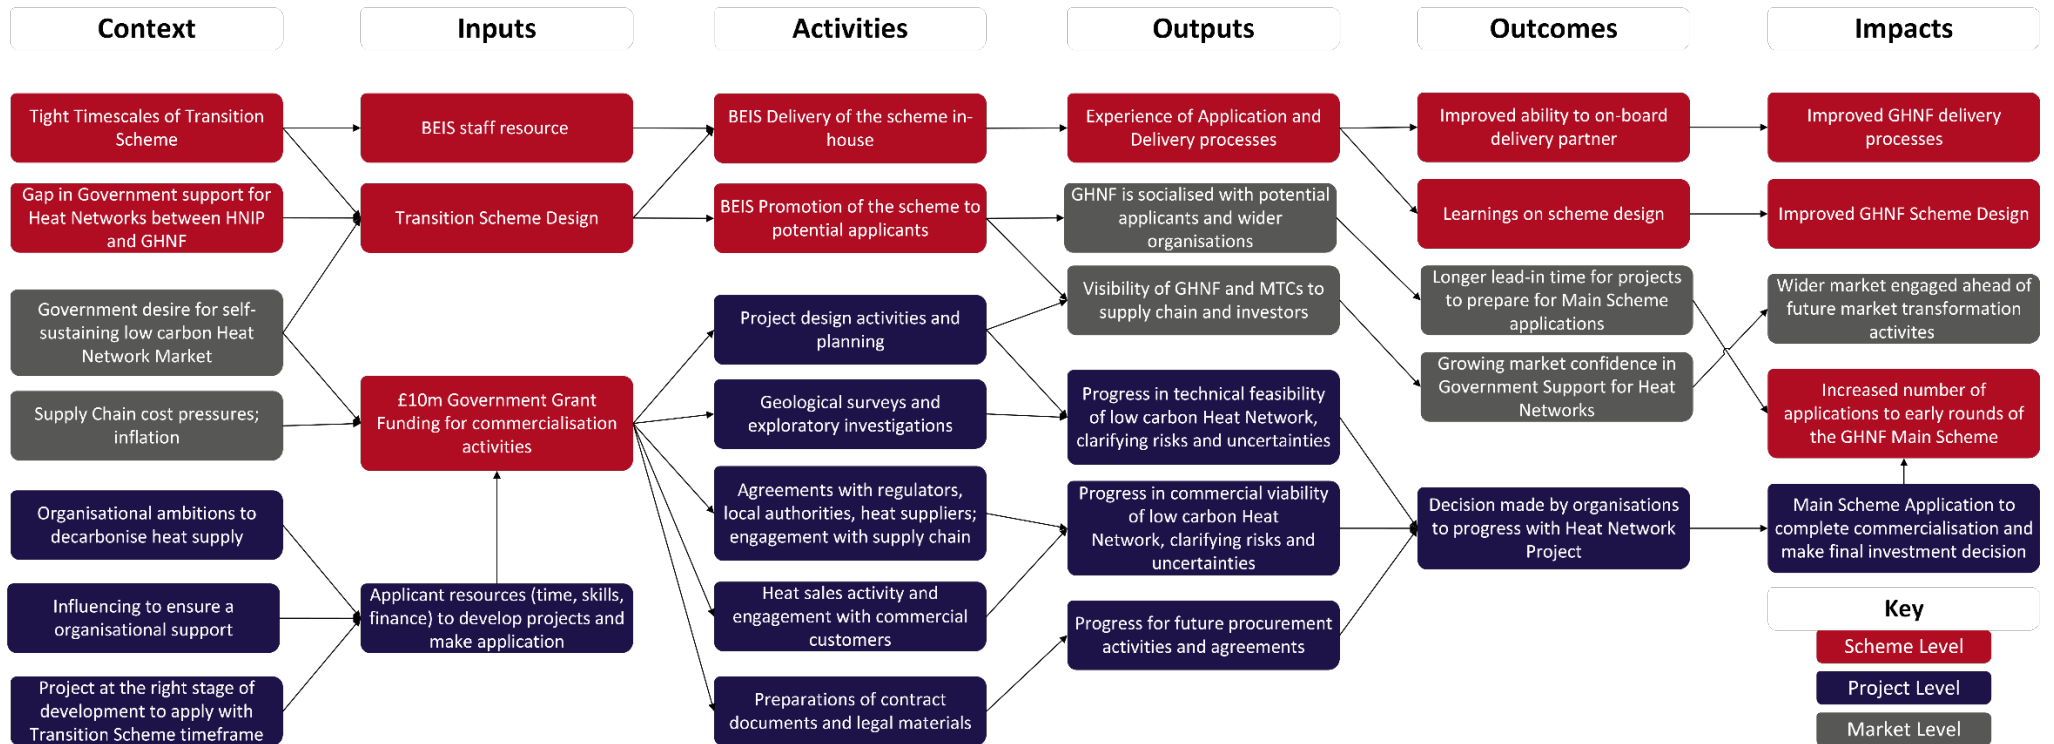 Context
Inputs
Activities
Outputs
Outcomes
Impacts
Tight Timescales of Transition
Scheme
Gap in Government support for
Heat Networks between HNIP
and GHNF
Government desire for self-
sustaining low carbon Heat
Network Market
Supply Chain cost pressures;
inflation
Organisational ambitions to
decarbonise heat supply
Influencing to ensure a
organisational support
Project at the right stage of
development to apply with
Transition Scheme timeframe
BEIS staff resource
Transition Scheme Design
£10m Government Grant
Funding for commercialisation
activities
Applicant resources (time, skills,
finance) to develop projects and
make application
BEIS Delivery of the scheme in-
house
BEIS Promotion of the scheme to
potential applicants
Project design activities and
planning
Geological surveys and
exploratory investigations
Agreements with regulators,
local authorities, heat suppliers;
engagement with supply chain
Heat sales activity and
engagement with commercial
customers
Preparations of contract
documents and legal materials
Experience of Application and
Delivery processes
GHNF is socialised with potential
applicants and wider
organisations
Visibility of GHNF and MTCs to
supply chain and investors
Progress in technical feasibility
of low carbon Heat Network,
clarifying risks and uncertainties
Progress in commercial viability
of low carbon Heat
Network, clarifying risks and
uncertainties
Progress for future procurement
activities and agreements
Improved ability to on-board
delivery partner
Learnings on scheme design
Longer lead-in time for projects
to prepare for Main Scheme
applications
Growing market confidence in
Government Support for Heat
Networks
Decision made by organisations
to progress with Heat Network
Project
Improved GHNF delivery
processes
Improved GHNF Scheme Design
Wider market engaged ahead of
future market transformation
activites
Increased number of
applications to early rounds of
the GHNF Main Scheme
Main Scheme Application to
complete commercialisation and
make final investment decision
Key
Scheme Level
Project Level
Market Level